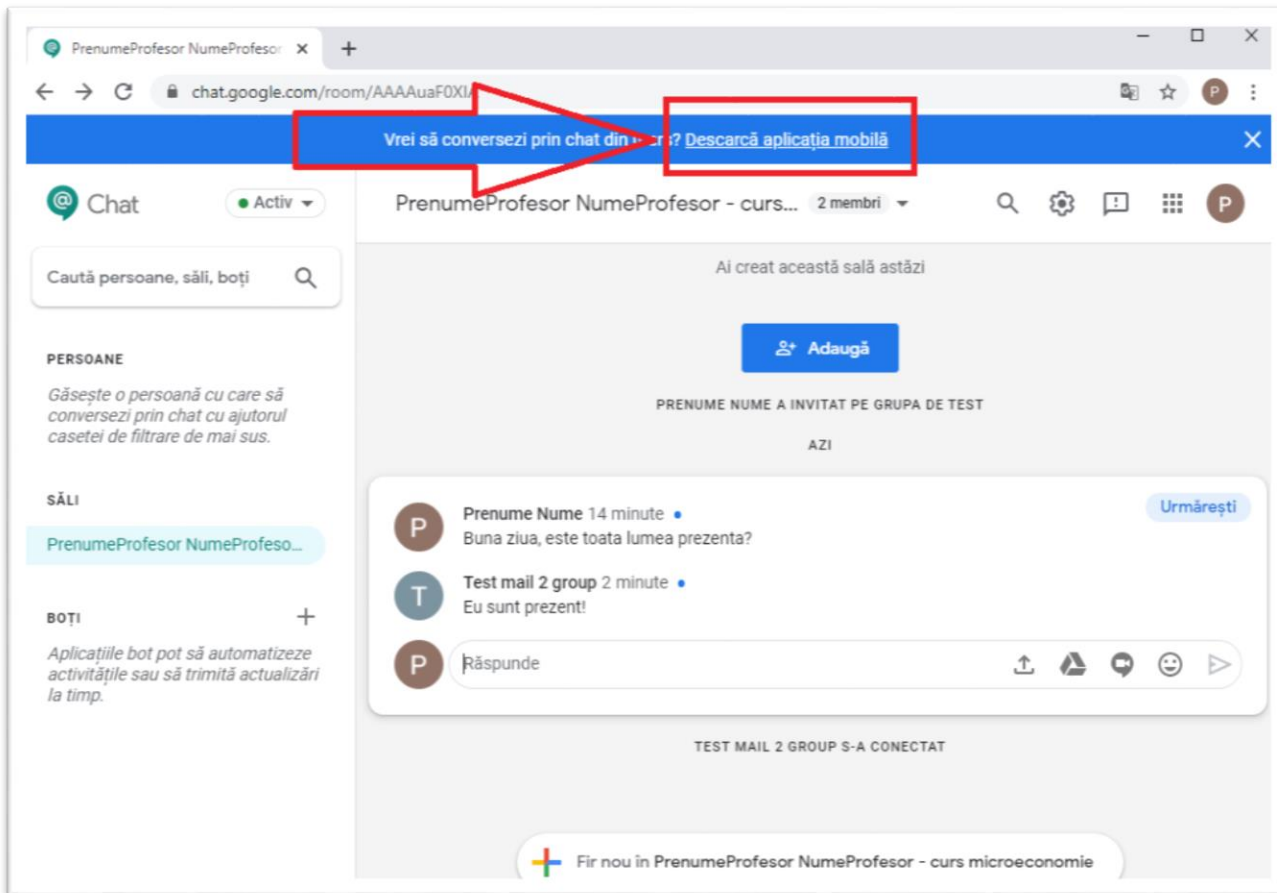 PrenumeProfesor NumeProfesor
chat.google.com/room/AAAAuaF0XIA
Vrei să conversezi prin chat din mers? Descarcă aplicația mobilă
Chat
Activ
PrenumeProfesor NumeProfesor - curs...
2 membri
P
Caută persoane, săli, boți
Ai creat această sală astăzi
Adaugă
PERSOANE
Găsește o persoană cu care să
conversezi prin chat cu ajutorul
casetei de filtrare de mai sus.
PRENUME NUME A INVITAT PE GRUPA DE TEST
AZI
SĂLI
PrenumeProfesor NumeProfeso...
Urmărești
P
Prenume Nume 14 minute
Buna ziua, este toata lumea prezenta?
T
Test mail 2 group 2 minute
Eu sunt prezent!
BOȚI
Aplicațiile bot pot să automatizeze
activitățile sau să trimită actualizări
la timp.
P
Răspunde
TEST MAIL 2 GROUP S-A CONECTAT
Fir nou în PrenumeProfesor NumeProfesor - curs microeconomie